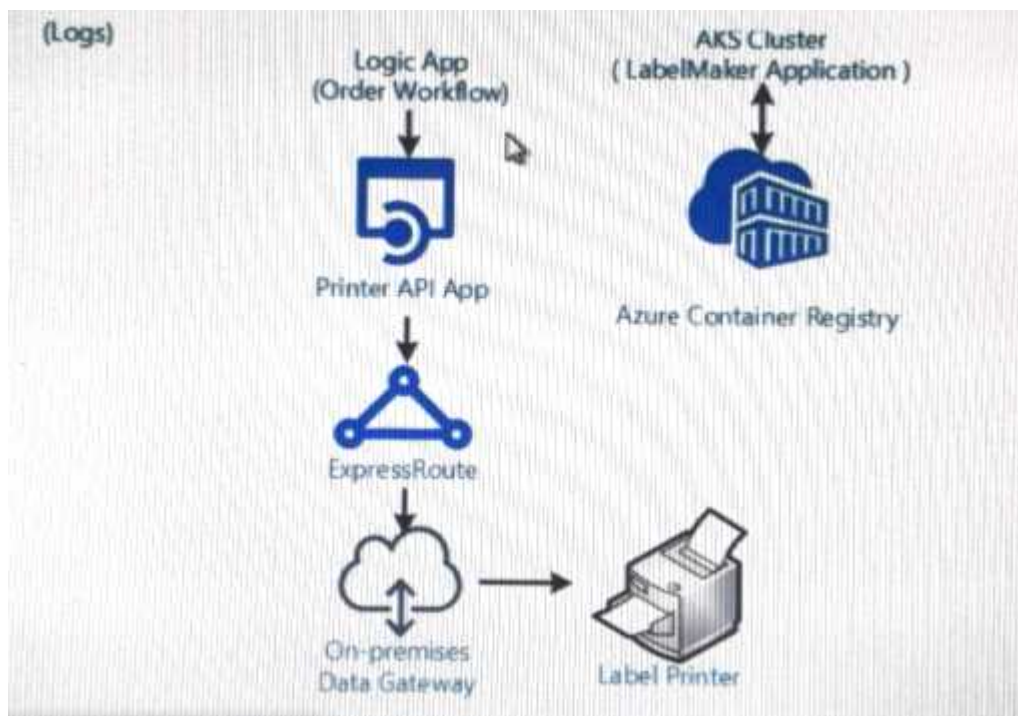 (Logs)
Logic App
(Order Workflow)
AKS Cluster
( LabelMaker Application )
Printer API App
Azure Container Registry
ExpressRoute
On-premises
Data Gateway
Label Printer